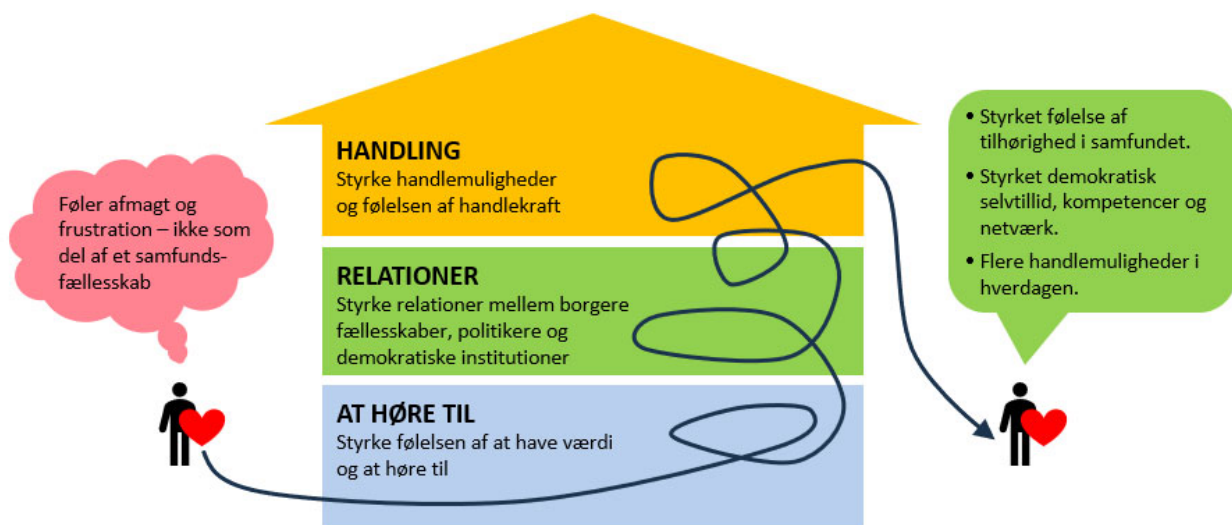 Føler afmagt og
frustration – ikke som
del af et samfunds-
fællesskab
HANDLING
Styrke handlemuligheder
og følelsen af handlekraft
RELATIONER
Styrke relationer mellem borgere
fællesskaber, politikere og
demokratiske institutioner
AT HØRE TIL
Styrke følelsen af at have værdi
og at høre til
• Styrket følelse af
tilhørighed i samfundet.
• Styrket demokratisk
selvtillid, kompetencer og
netværk.
• Flere handlemuligheder i
hverdagen.